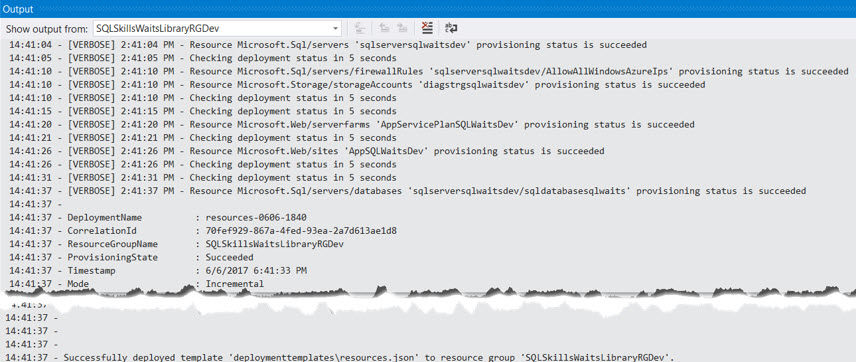 Output
Show output from: SQLSkillsWaitsLibraryRGDev
14:41:04 - [VERBOSE] 2:41:04 PM - Resource Microsoft.Sql/servers 'sqlserversqlwaitsdev' provisioning status is succeeded
14:41:05 - [VERBOSE] 2:41:05 PM - Checking deployment status in 5 seconds
14:41:10 - [VERBOSE] 2:41:10 PM - Resource Microsoft.Sql/servers/firewallRules 'sqlserversqlwaitsdev/AllowAllWindowsAzureIps' provisioning status is succeeded
14:41:10 - [VERBOSE] 2:41:10 PM - Resource Microsoft.Storage/storageAccounts 'diagstrgsqlwaitsdev' provisioning status is succeeded
14:41:10 - [VERBOSE] 2:41:10 PM - Checking deployment status in 5 seconds
14:41:15 - [VERBOSE] 2:41:15 PM - Checking deployment status in 5 seconds
14:41:20 - [VERBOSE] 2:41:20 PM - Resource Microsoft.Web/serverfarms 'AppServicePlanSQLWaitsDev' provisioning status is succeeded
14:41:21 - [VERBOSE] 2:41:21 PM - Checking deployment status in 5 seconds
14:41:26 - [VERBOSE] 2:41:26 PM - Resource Microsoft.Web/sites 'AppSQLWaitsDev' provisioning status is succeeded
14:41:26 - [VERBOSE] 2:41:26 PM - Checking deployment status in 5 seconds
14:41:31 - [VERBOSE] 2:41:31 PM - Checking deployment status in 5 seconds
14:41:37 - [VERBOSE] 2:41:37 PM - Resource Microsoft.Sql/servers/databases 'sqlserversqlwaitsdev/sqldatabasesqlwaits' provisioning status is succeeded
14:41:37 -
14:41:37 - DeploymentName : resources-0606-1840
14:41:37 - CorrelationId : 70fef929-867a-4fed-93ea-2a7d613ae1d8
14:41:37 - ResourceGroupName : SQLSkillsWaitsLibraryRGDev
14:41:37 - ProvisioningState : Succeeded
14:41:37 - Timestamp : 6/6/2017 6:41:33 PM
14:41:37 - Mode : Incremental
14:41:37 -
14:41:37 -
14:41:37 -
14:41:37 - Successfully deployed template 'deploymenttemplates\resources.json' to resource group 'SQLSkillsWaitsLibraryRGDev'.